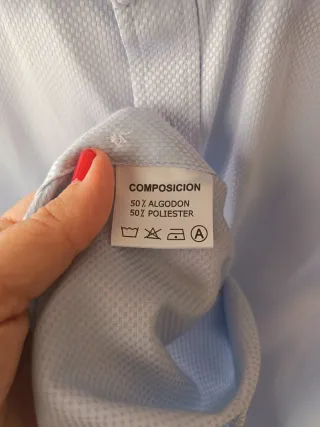 COMPOSICION
50% ALGODON
50% POLIESTER
A